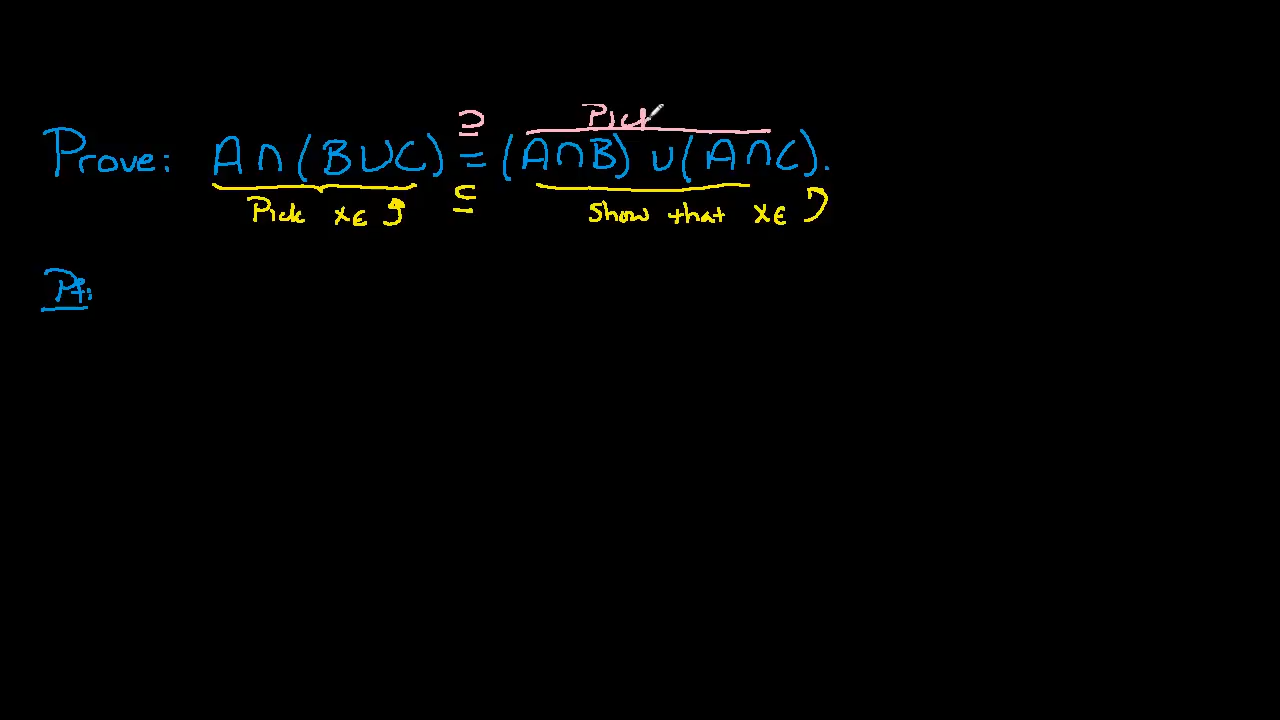 ⊇ Pick
Prove: A∩(B∪C) = (A∩B) ∪ (A∩C).
Pick x∈ ⊆ Show that x∈
Pf: